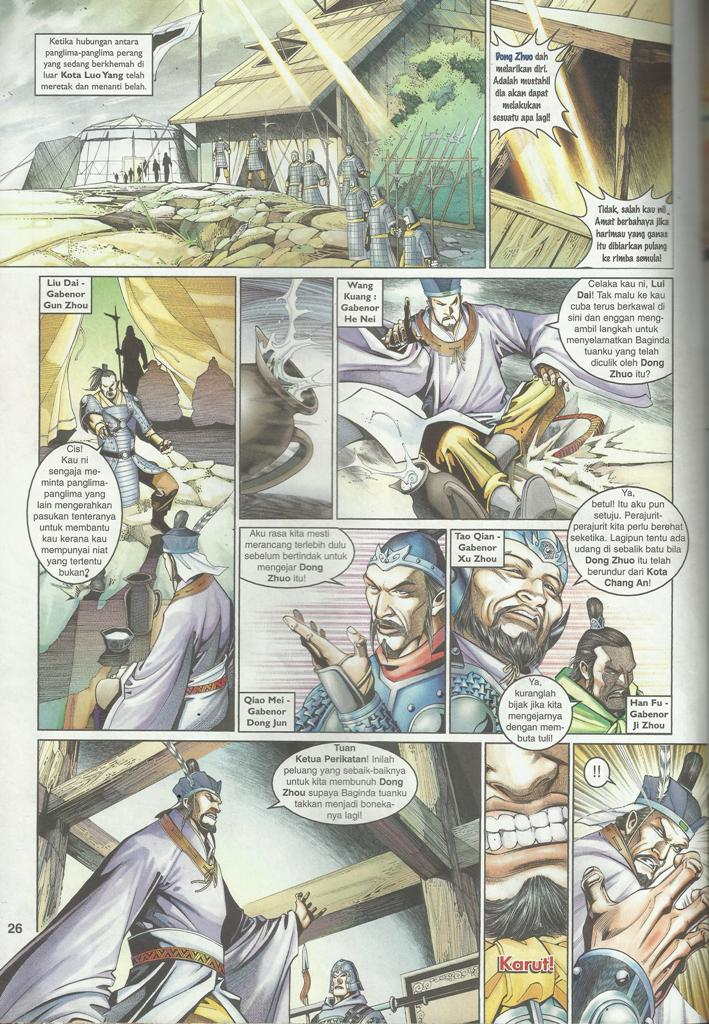 Ketika hubungan antara
panglima-panglima perang
yang sedang berkhemah di
luar Kota Luo Yang telah
meretak dan menanti belah.
Dong Zhuo dah
melarikan diri.
Adalah mustahil
dia akan dapat
melakukan
sesuatu apa lagi!
Tidak, salah kau ni.
Amat berbahaya jika
harimau yang ganas
itu dibiarkan pulang
ke rimba semula!
Liu Dai -
Gabenor
Gun Zhou
Cis!
Kau ni
sengaja me-
minta panglima-
panglima yang
lain mengerahkan
pasukan tenteranya
untuk membantu
kau kerana kau
mempunyai niat
yang tertentu
bukan?
Wang
Kuang :
Gabenor
He Nei
Celaka kau ni, Lui
Dai! Tak malu ke kau
cuba terus berkawal di
sini dan enggan meng-
ambil langkah untuk
menyelamatkan Baginda
tuanku yang telah
diculik oleh Dong
Zhuo itu?
Aku rasa kita mesti
merancang terlebih dulu
sebelum bertindak untuk
mengejar Dong
Zhuo itu!
Qiao Mei -
Gabenor
Dong Jun
Tao Qian -
Gabenor
Xu Zhou
Ya,
betul! Itu aku pun
setuju. Perajurit-
perajurit kita perlu berehat
seketika. Lagipun tentu ada
udang di sebalik batu bila
Dong Zhuo itu telah
berundur dari Kota
Chang An!
Ya,
kuranglah
bijak jika kita
mengejarnya
dengan mem-
buta tuli!
Han Fu -
Gabenor
Ji Zhou
Tuan
Ketua Perikatan! Inilah
peluang yang sebaik-baiknya
untuk kita membunuh Dong
Zhou supaya Baginda tuanku
takkan menjadi boneka-
nya lagi!
Karut!
!!
26